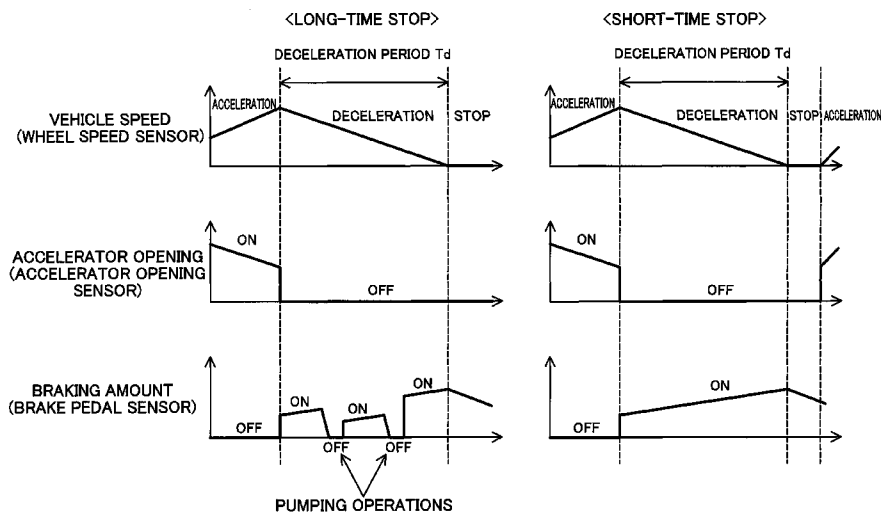 <LONG-TIME STOP>
<SHORT-TIME STOP>
DECELERATION PERIOD Td
DECELERATION PERIOD Td
VEHICLE SPEED
(WHEEL SPEED SENSOR)
ACCELERATION
DECELERATION
STOP
ACCELERATION
DECELERATION
STOP
ACCELERATION
ACCELERATOR OPENING
(ACCELERATOR OPENING
SENSOR)
ON
OFF
ON
OFF
BRAKING AMOUNT
(BRAKE PEDAL SENSOR)
OFF
ON
OFF
ON
OFF
ON
OFF
ON
PUMPING OPERATIONS